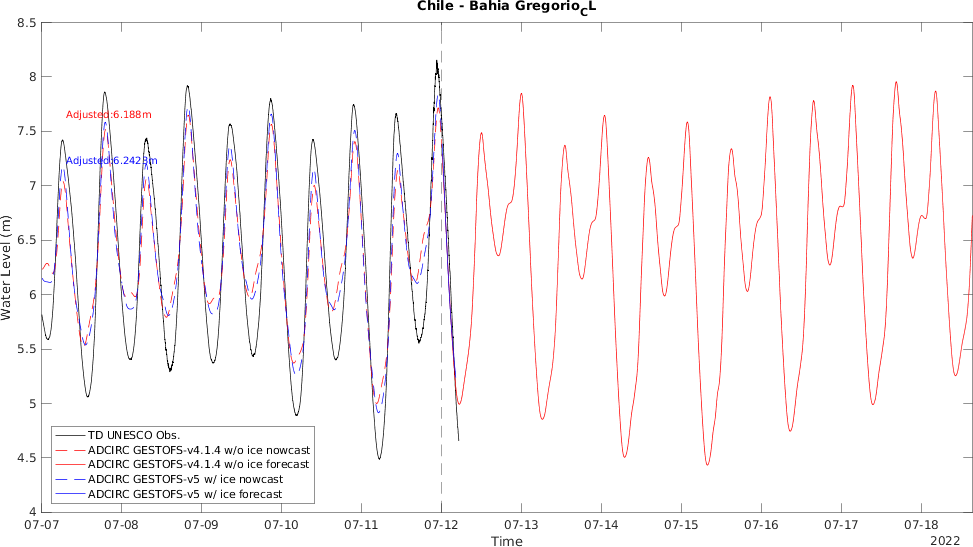 Chile - Bahia Gregorio_CL
Water Level (m)
8.5
8
7.5
7
6.5
6
5.5
5
4.5
4
Adjusted:6.188m
Adjusted:6.2423m
TD UNESCO Obs.
ADCIRC GESTOFS-v4.1.4 w/o ice nowcast
ADCIRC GESTOFS-v4.1.4 w/o ice forecast
ADCIRC GESTOFS-v5 w/ ice nowcast
ADCIRC GESTOFS-v5 w/ ice forecast
07-07 07-08 07-09 07-10 07-11 07-12 07-13 07-14 07-15 07-16 07-17 07-18
Time
2022